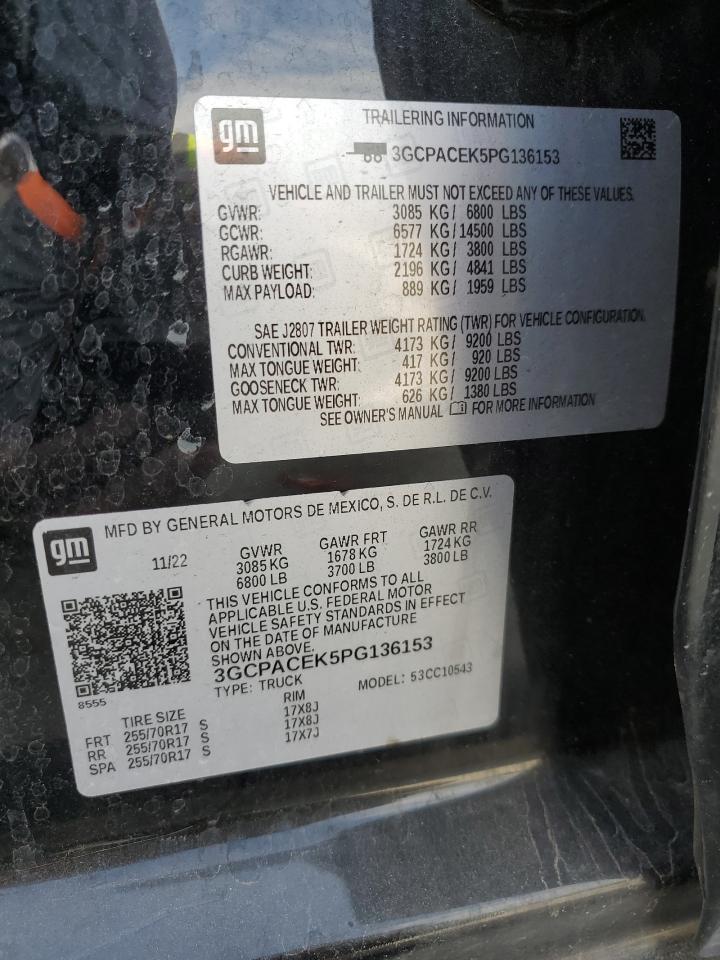 gm
TRAILERING INFORMATION
3GCPACEK5PG136153
VEHICLE AND TRAILER MUST NOT EXCEED ANY OF THESE VALUES.
GVWR: 3085 KG/ 6800 LBS
GCWR: 6577 KG/14500 LBS
RGAWR: 1724 KG/ 3800 LBS
CURB WEIGHT: 2196 KG/ 4841 LBS
MAX PAYLOAD: 889 KG/ 1959 LBS
SAE J2807 TRAILER WEIGHT RATING (TWR) FOR VEHICLE CONFIGURATION.
CONVENTIONAL TWR: 4173 KG/ 9200 LBS
MAX TONGUE WEIGHT: 417 KG/ 920 LBS
GOOSENECK TWR: 4173 KG/ 9200 LBS
MAX TONGUE WEIGHT: 626 KG/ 1380 LBS
SEE OWNER'S MANUAL FOR MORE INFORMATION
gm
MFD BY GENERAL MOTORS DE MEXICO, S. DE R.L. DE C.V.
11/22 GVWR GAWR FRT GAWR RR
3085 KG 1678 KG 1724 KG
6800 LB 3700 LB 3800 LB
THIS VEHICLE CONFORMS TO ALL
APPLICABLE U.S. FEDERAL MOTOR
VEHICLE SAFETY STANDARDS IN EFFECT
ON THE DATE OF MANUFACTURE
SHOWN ABOVE.
3GCPACEK5PG136153
TYPE: TRUCK MODEL: 53CC10543
8555
TIRE SIZE RIM
FRT 255/70R17 S 17X8J
RR 255/70R17 S 17X8J
SPA 255/70R17 S 17X7J